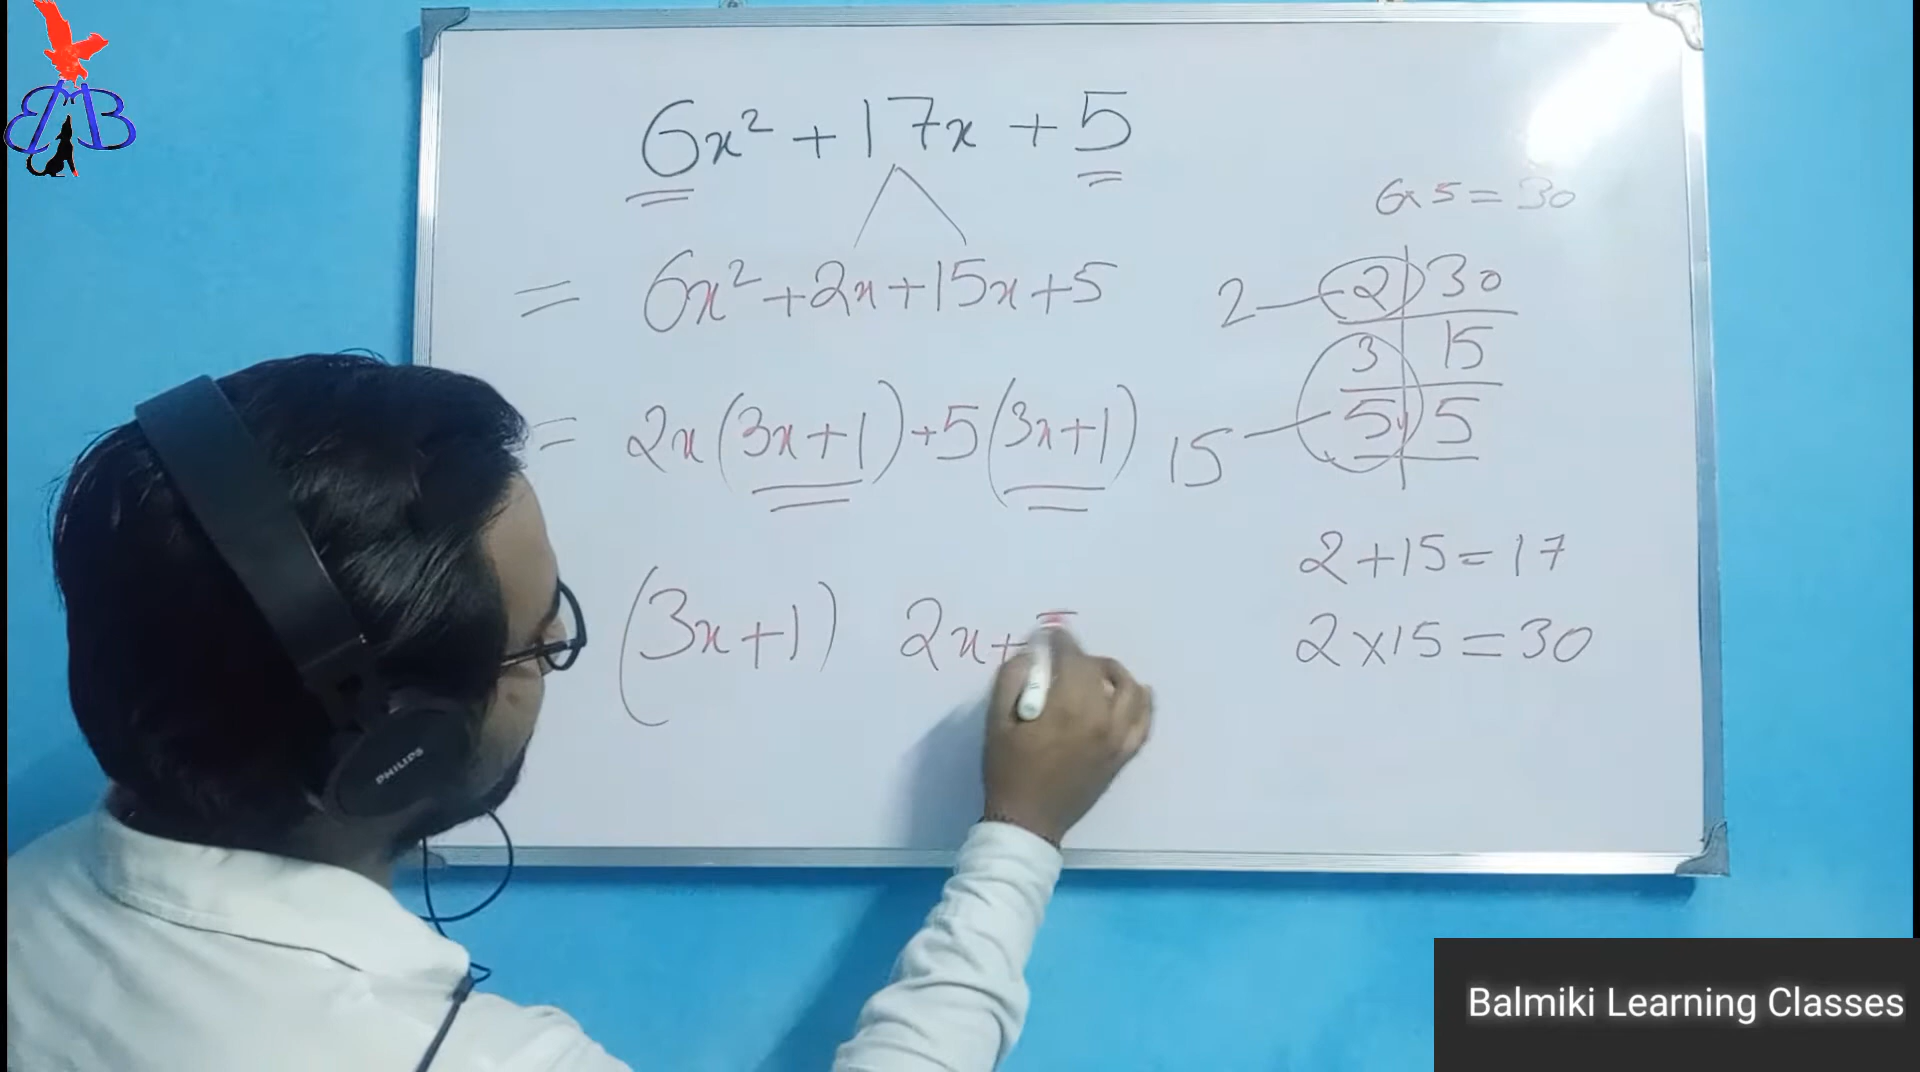 6x² + 17x + 5
= 6x² + 2x + 15x + 5
= 2x(3x+1) + 5(3x+1)
(3x+1) 2x+5
6x5=30
2 2 30
3 15
15 5 5
2+15=17
2×15=30
PHILIPS
Balmiki Learning Classes